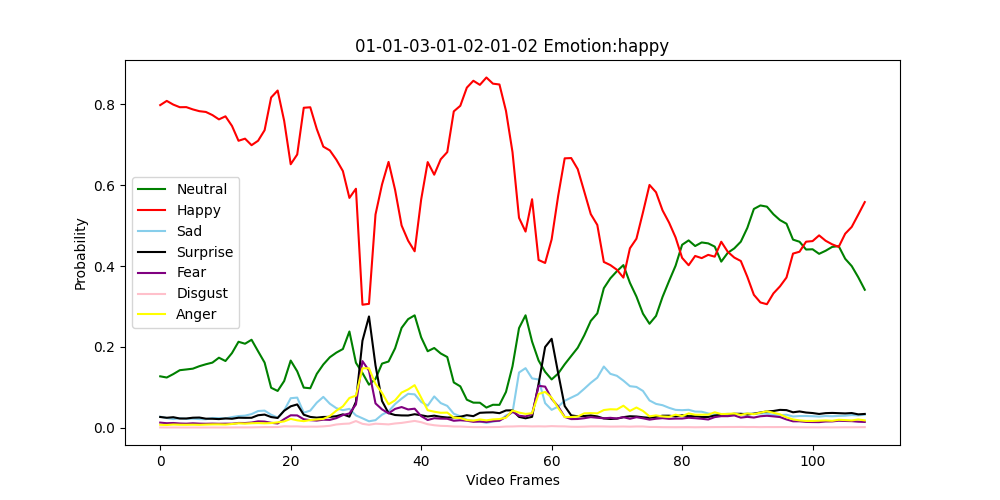 01-01-03-01-02-01-02 Emotion:happy
0.8
0.6
0.4
0.2
0.0
Probability
Neutral
Happy
Sad
Surprise
Fear
Disgust
Anger
0 20 40 60 80 100
Video Frames